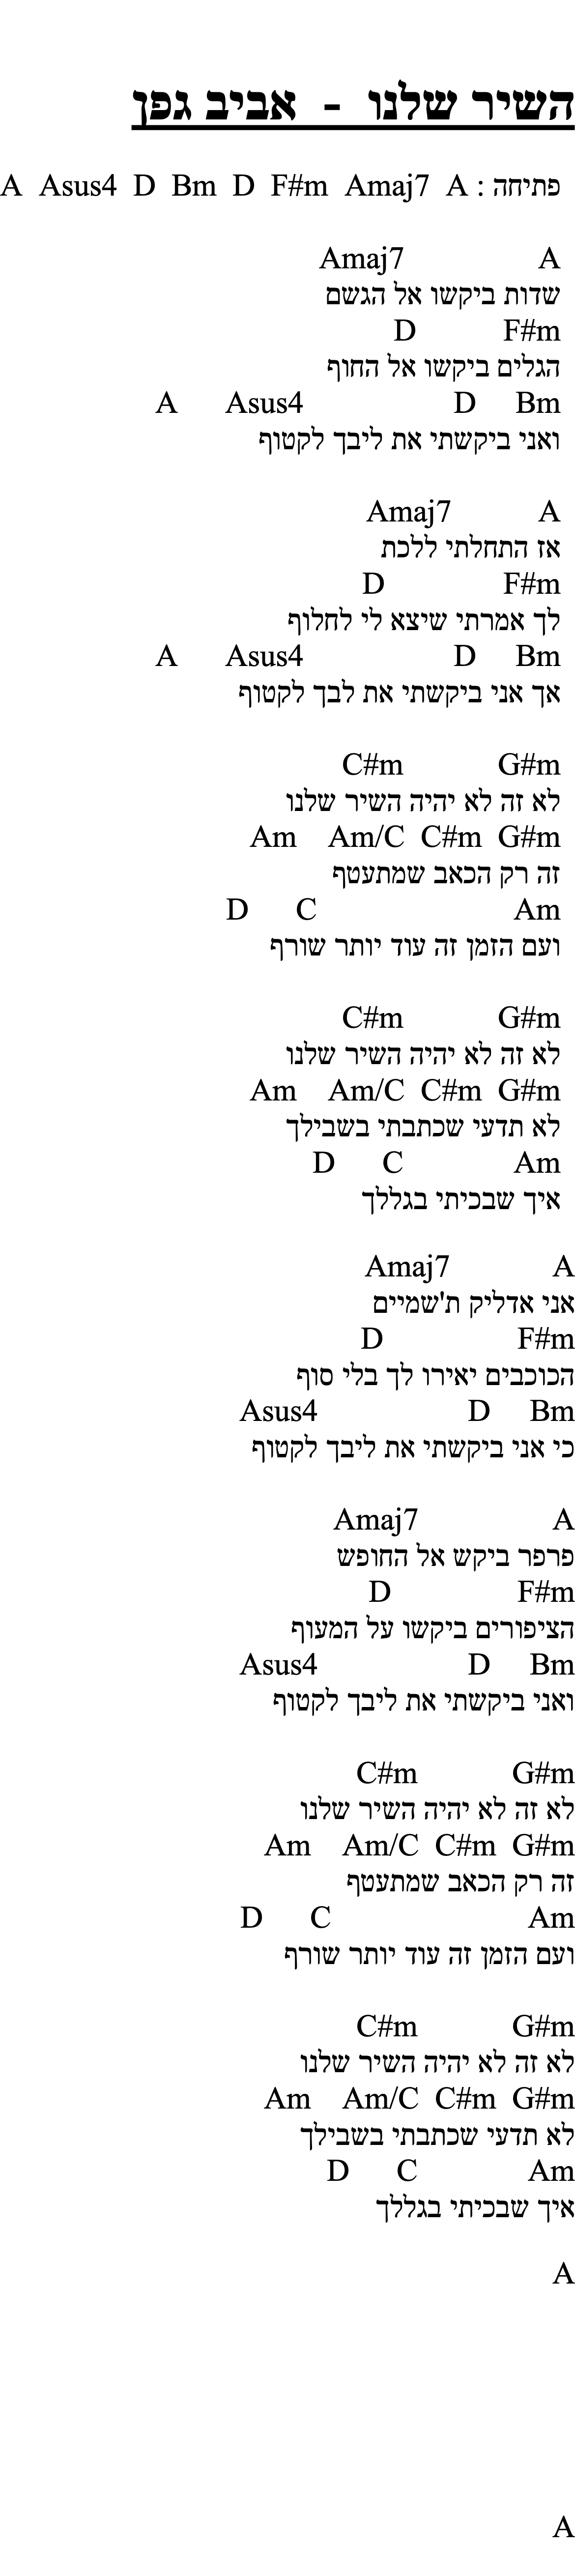 השיר שלנו - אביב גפן
פתיחה : A Amaj7 F#m D Bm D Asus4 A
A Amaj7
שדות ביקשו אל הגשם
F#m D
הגלים ביקשו אל החוף
Bm D Asus4 A
ואני ביקשתי את ליבך לקטוף
A Amaj7
אז התחלתי ללכת
F#m D
לך אמרתי שיצא לי לחלוף
Bm D Asus4 A
אך אני ביקשתי את לבך לקטוף
G#m C#m
לא זה לא יהיה השיר שלנו
G#m C#m Am/C Am
זה רק הכאב שמתעטף
Am C D
ועם הזמן זה עוד יותר שורף
G#m C#m
לא זה לא יהיה השיר שלנו
G#m C#m Am/C Am
לא תדעי שכתבתי בשבילך
Am C D
איך שבכיתי בגללך
A Amaj7
אני אדליק ת'שמיים
F#m D
הכוכבים יאירו לך בלי סוף
Bm D Asus4
כי אני ביקשתי את ליבך לקטוף
A Amaj7
פרפר ביקש אל החופש
F#m D
הציפורים ביקשו על המעוף
Bm D Asus4
ואני ביקשתי את ליבך לקטוף
G#m C#m
לא זה לא יהיה השיר שלנו
G#m C#m Am/C Am
זה רק הכאב שמתעטף
Am C D
ועם הזמן זה עוד יותר שורף
G#m C#m
לא זה לא יהיה השיר שלנו
G#m C#m Am/C Am
לא תדעי שכתבתי בשבילך
Am C D
איך שבכיתי בגללך
A
A